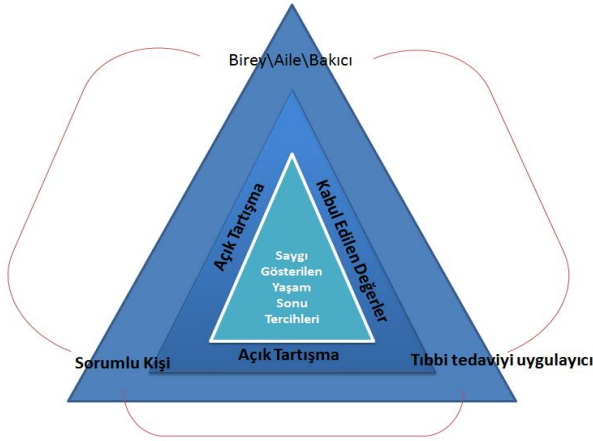 Birey\Aile\Bakıcı
Açık Tartışma
Kabul Edilen Değerler
Saygı
Gösterilen
Yaşam
Sonu
Tercihleri
Açık Tartışma
Sorumlu Kişi
Tıbbi tedaviyi uygulayıcı